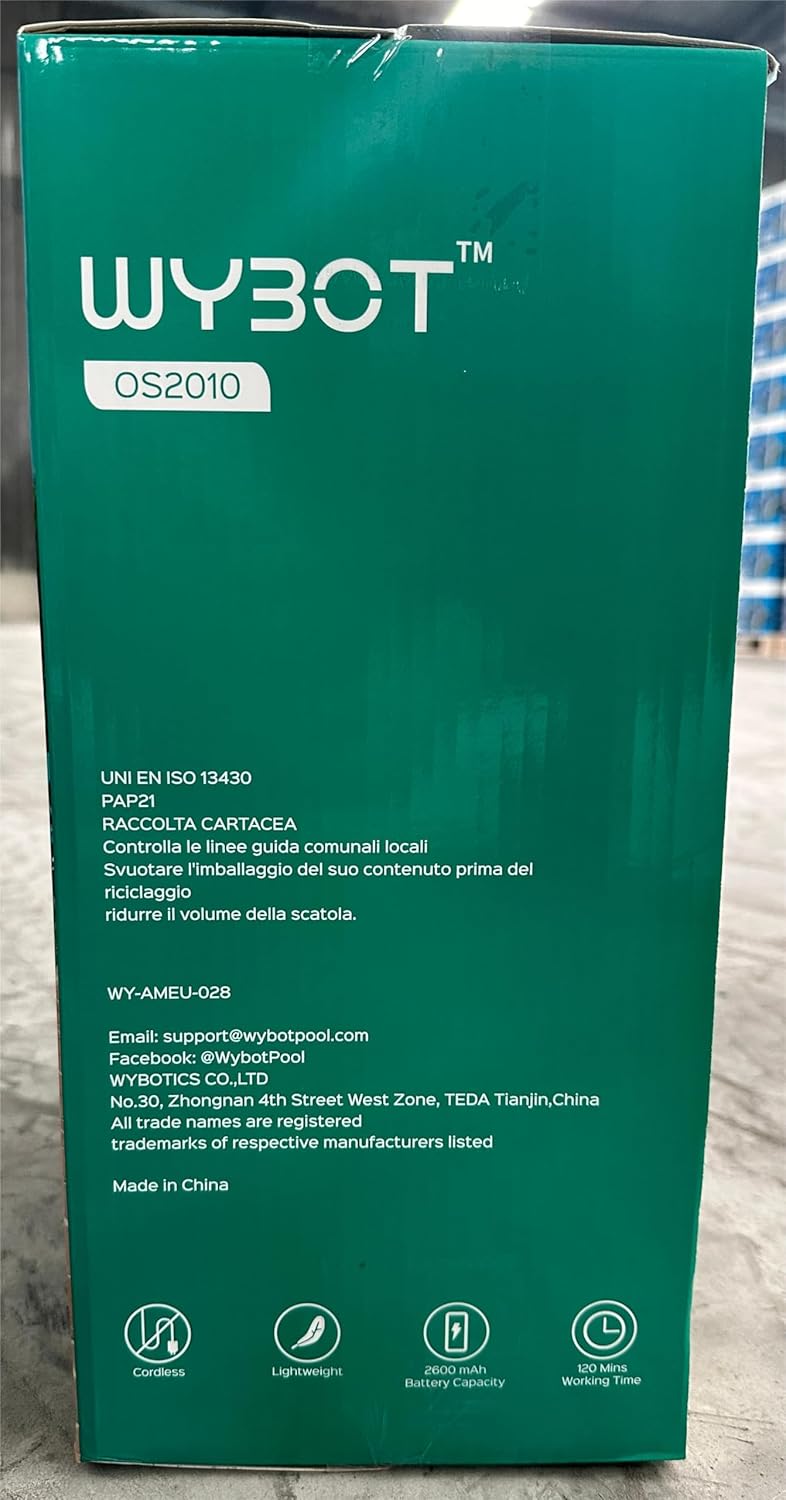 WYBOT™
OS2010
UNI EN ISO 13430
PAP21
RACCOLTA CARTACEA
Controlla le linee guida comunali locali
Svuotare l'imballaggio del suo contenuto prima del
riciclaggio
ridurre il volume della scatola.
WY-AMEU-028
Email: support@wybotpool.com
Facebook: @WybotPool
WYBOTICS CO.,LTD
No.30, Zhongnan 4th Street West Zone, TEDA Tianjin,China
All trade names are registered
trademarks of respective manufacturers listed
Made in China
Cordless
Lightweight
2600 mAh
Battery Capacity
120 Mins
Working Time